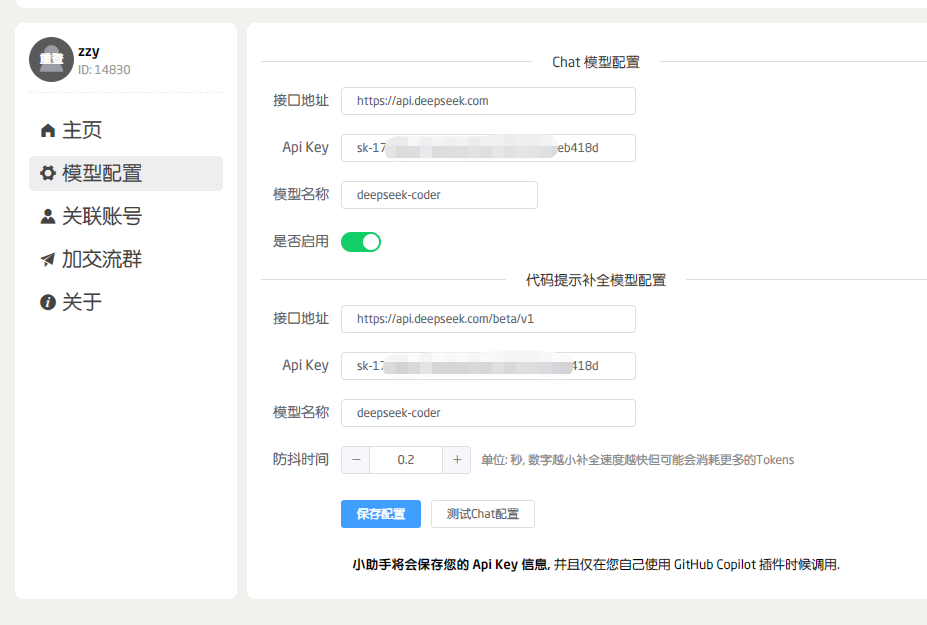 重登
zzy
ID: 14830
主页
模型配置
关联账号
加交流群
关于
Chat 模型配置
接口地址 https://api.deepseek.com
Api Key sk-17 eb418d
模型名称 deepseek-coder
是否启用
代码提示补全模型配置
接口地址 https://api.deepseek.com/beta/v1
Api Key sk-17 418d
模型名称 deepseek-coder
防抖时间 − 0.2 + 单位: 秒, 数字越小补全速度越快但可能会消耗更多的Tokens
保存配置 测试Chat配置
小助手将会保存您的 Api Key 信息, 并且仅在您自己使用 GitHub Copilot 插件时候调用.